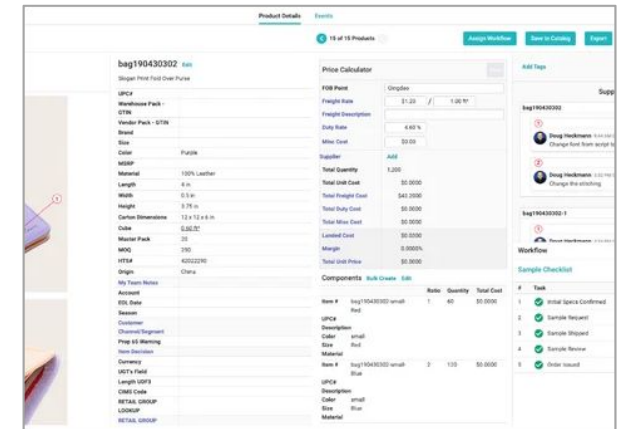 Product Details Events
15 of 15 Products
Assign Workflow Save to Catalog Export
bag190430302 Edit
Slogan Print Fold Over Purse
UPC#
Warehouse Pack - GTIN
Vendor Pack - GTIN
Brand
Size
Color Purple
MSRP
Material 100% Leather
Length 6 in
Width 0.5 in
Height 3.75 in
Carton Dimensions 12 x 12 x 6 in
Cube 0.60 ft³
Master Pack 20
MOQ 250
HTS# 42022290
Origin China
My Team Notes
Account
EOL Date
Season
Customer Channel/Segment
Prop 65 Warning
Item Decision
Currency
UGT's Field
Length UDF3
CIMS Code
RETAIL GROUP LOOKUP
RETAIL GROUP
Price Calculator
FOB Point Qingdao
Freight Rate $1.20 / 1.00 ft³
Freight Description
Duty Rate 4.60 %
Misc Cost $0.00
Supplier Add
Total Quantity 1,200
Total Unit Cost $0.0000
Total Freight Cost $43.2000
Total Duty Cost $0.0000
Total Misc Cost $0.0000
Landed Cost
Margin 0.0000%
Total Unit Price $0.0000
Components Bulk Create Edit
Ratio Quantity Total Cost
Item # bag190430302-small-Red 1 60 $0.0000
UPC#
Description
Color small
Size Red
Material
Item # bag190430302-small-Blue 2 120 $0.0000
UPC#
Description
Color small
Size Blue
Material
Add Tags
Supp
bag190430302
1
Doug Heckmann
Change font from script to
2
Doug Heckmann
Change the stitching
bag190430302-1
1
Doug Heckmann
Workflow
Sample Checklist
# Task
1 Initial Specs Confirmed
2 Sample Request
3 Sample Shipped
4 Sample Review
5 Order Issued